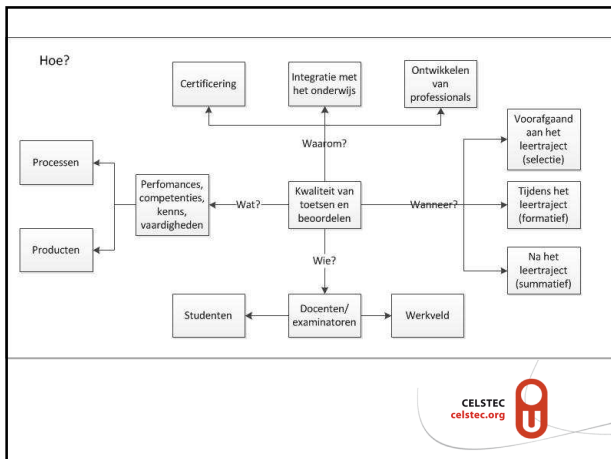 Hoe?
Certificering
Integratie met
het onderwijs
Ontwikkelen
van
professionals
Waarom?
Voorafgaand
aan het
leertraject
(selectie)
Processen
Perfomances,
competenties,
kenns,
vaardigheden
Wat?
Kwaliteit van
toetsen en
beoordelen
Wanneer?
Tijdens het
leertraject
(formatief)
Producten
Wie?
Na het
leertraject
(summatief)
Studenten
Docenten/
examinatoren
Werkveld
CELSTEC
celstec.org